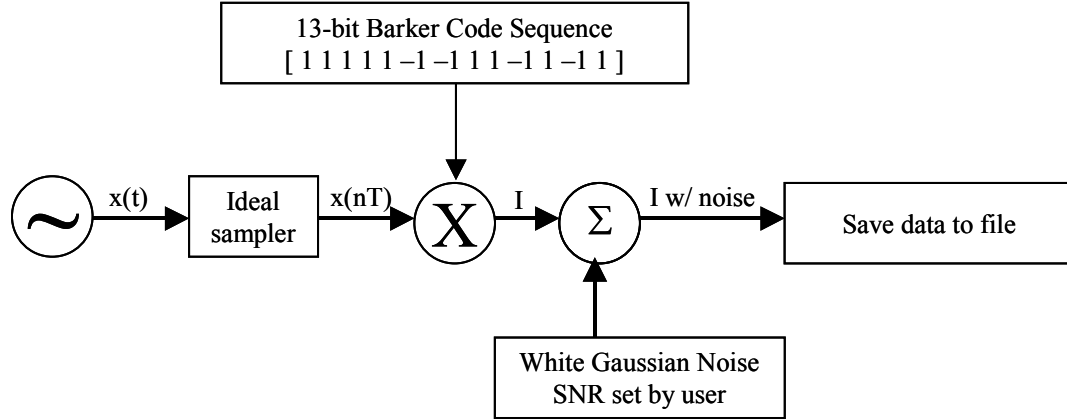 13-bit Barker Code Sequence
[ 1 1 1 1 1 –1 –1 1 1 –1 1 –1 1 ]
x(t)
Ideal
sampler
x(nT)
X
I
Σ
I w/ noise
Save data to file
White Gaussian Noise
SNR set by user